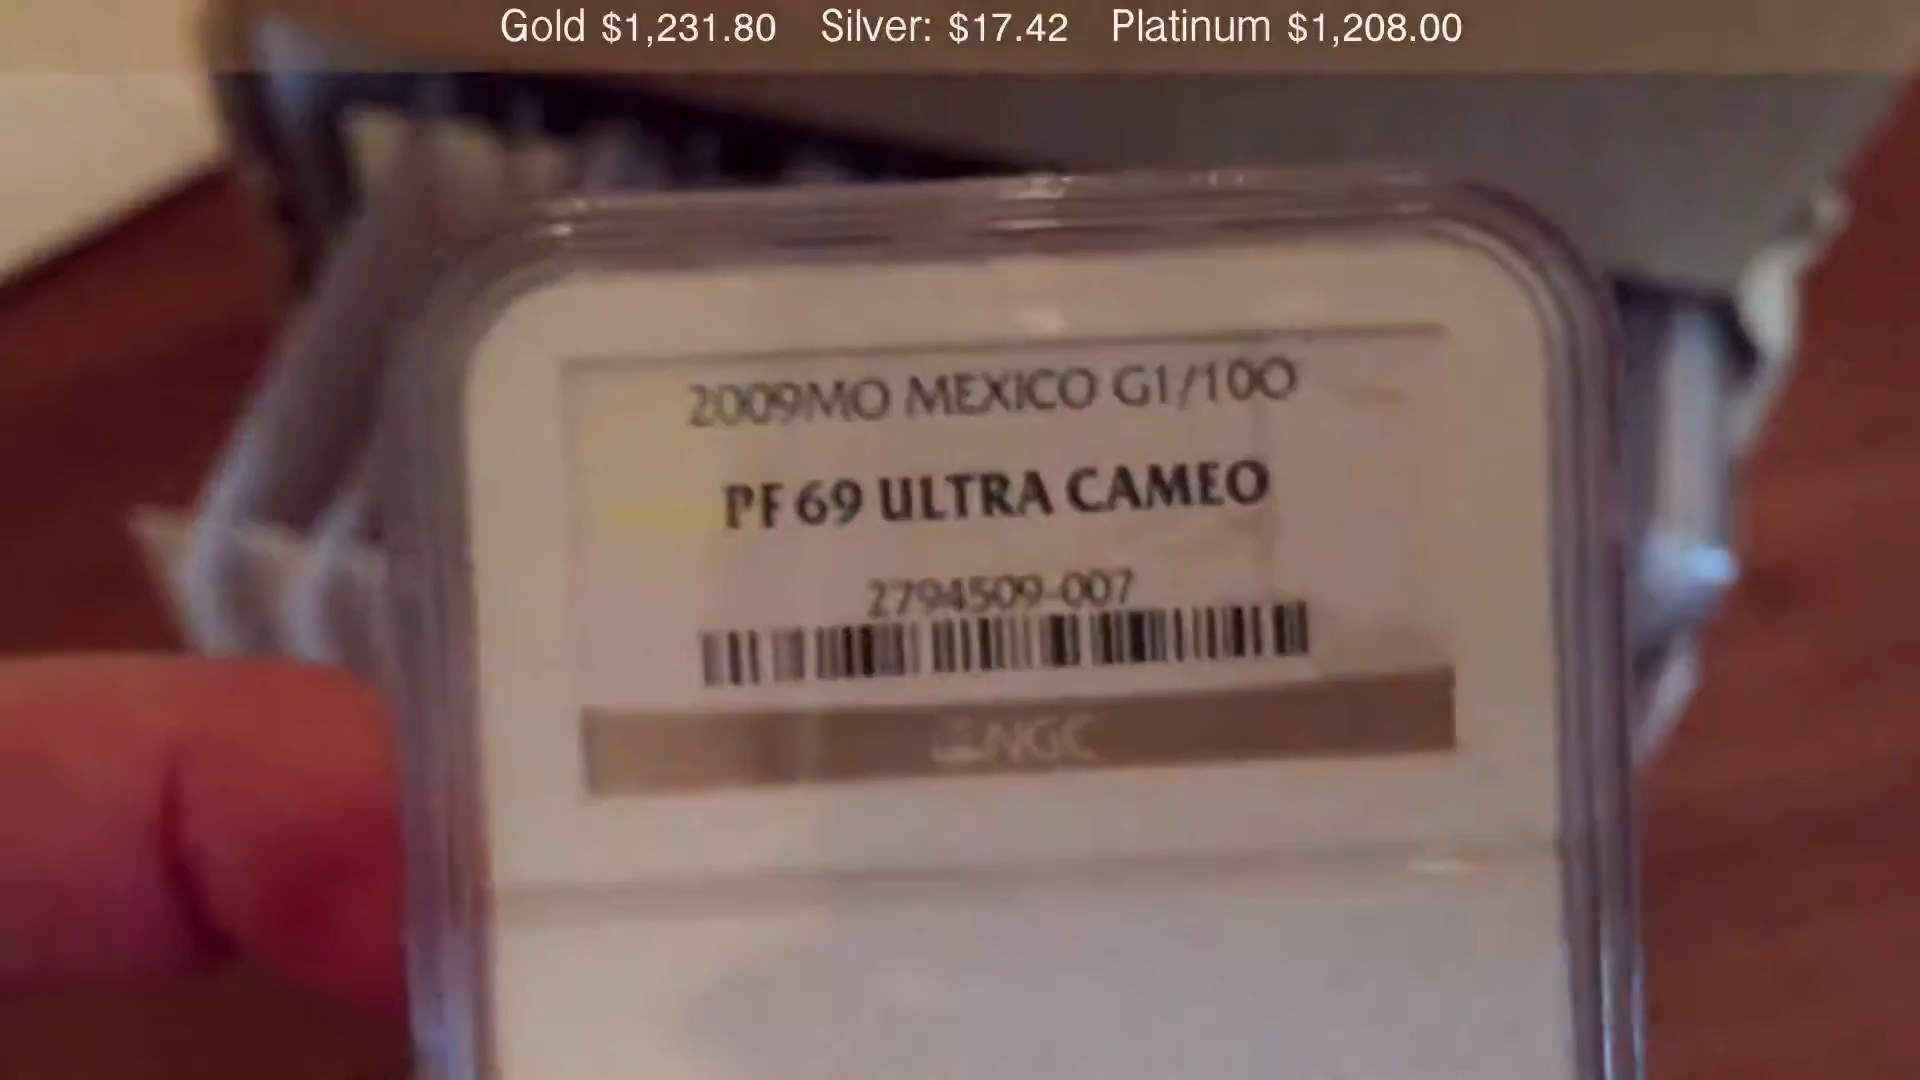 Gold $1,231.80 Silver: $17.42 Platinum $1,208.00
2009MO MEXICO G1/10O
PF 69 ULTRA CAMEO
2794509-007
NGC